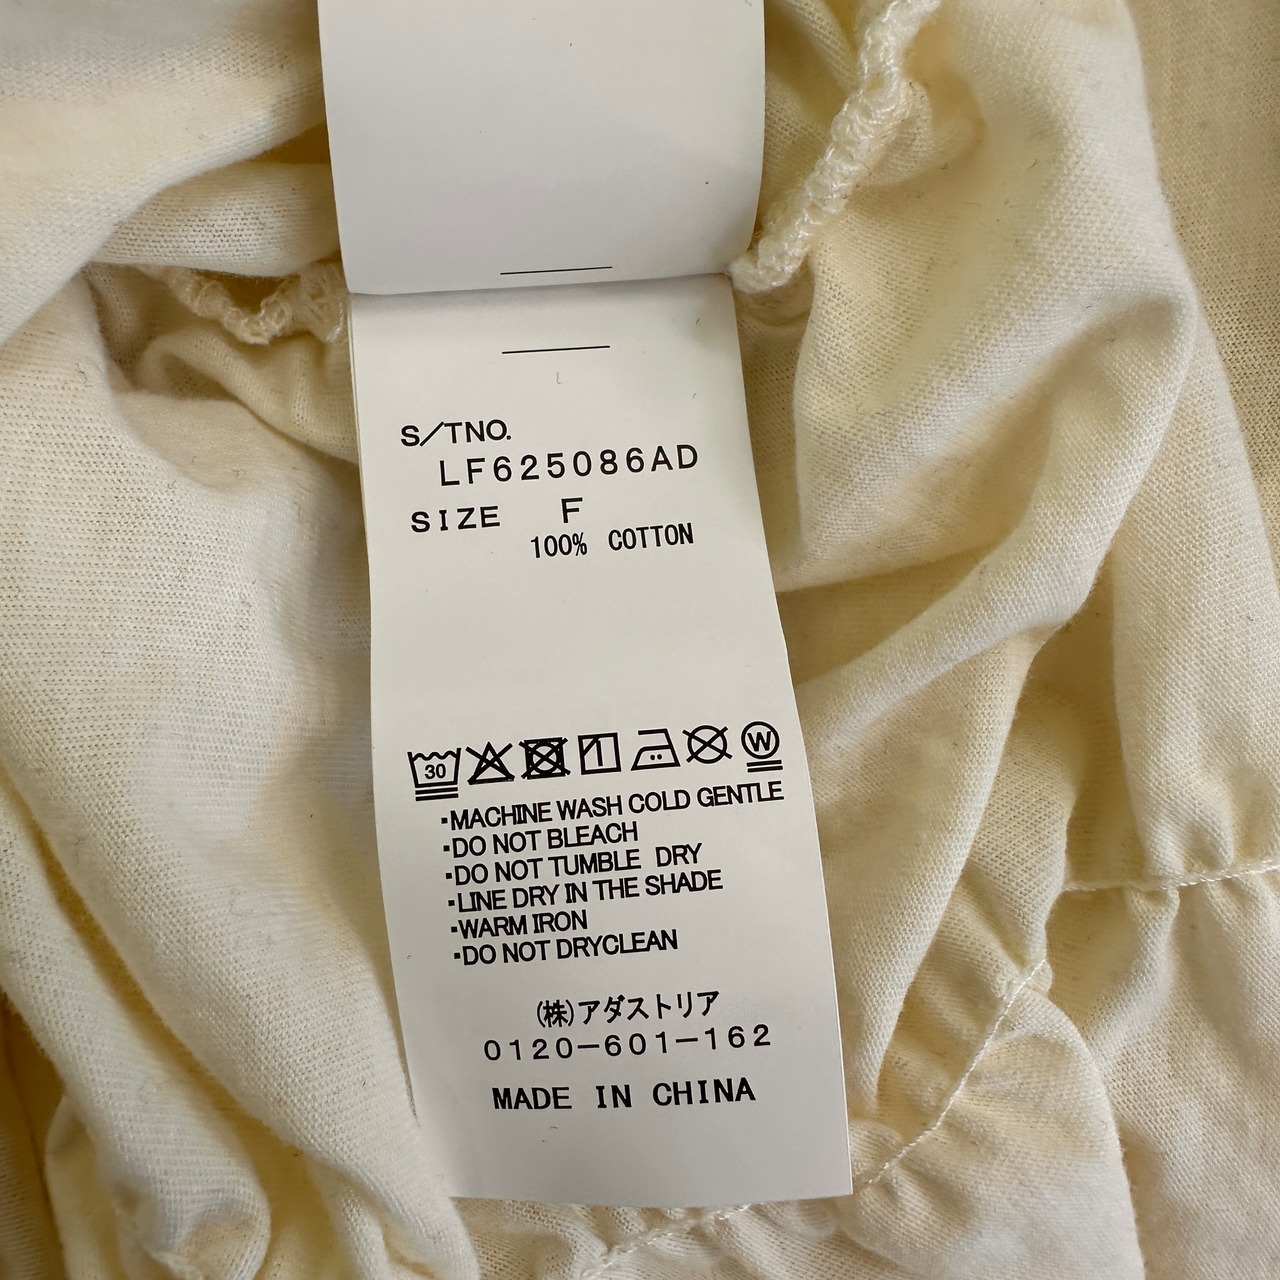 S/TNO.
LF625086AD
SIZE F
100% COTTON
30 W
·MACHINE WASH COLD GENTLE
·DO NOT BLEACH
·DO NOT TUMBLE DRY
·LINE DRY IN THE SHADE
·WARM IRON
·DO NOT DRYCLEAN
(株)アダストリア
0120-601-162
MADE IN CHINA